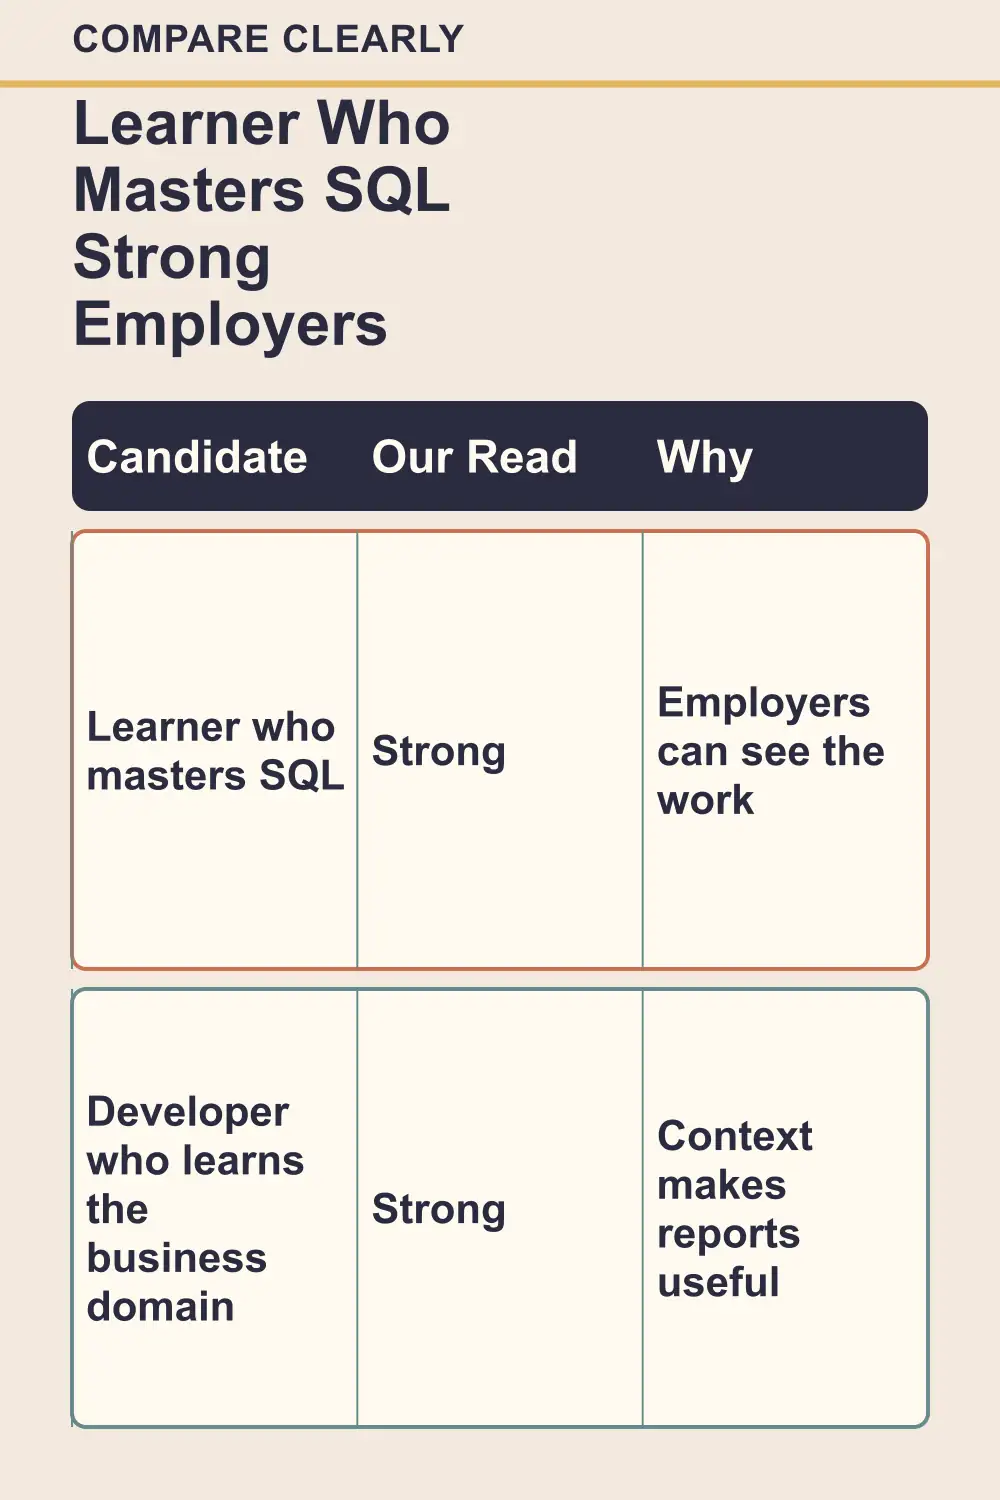 COMPARE CLEARLY
Learner Who
Masters SQL
Strong
Employers
Candidate Our Read Why
Learner who
masters SQL
Strong
Employers
can see the
work
Developer
who learns
the
business
domain
Strong
Context
makes
reports
useful